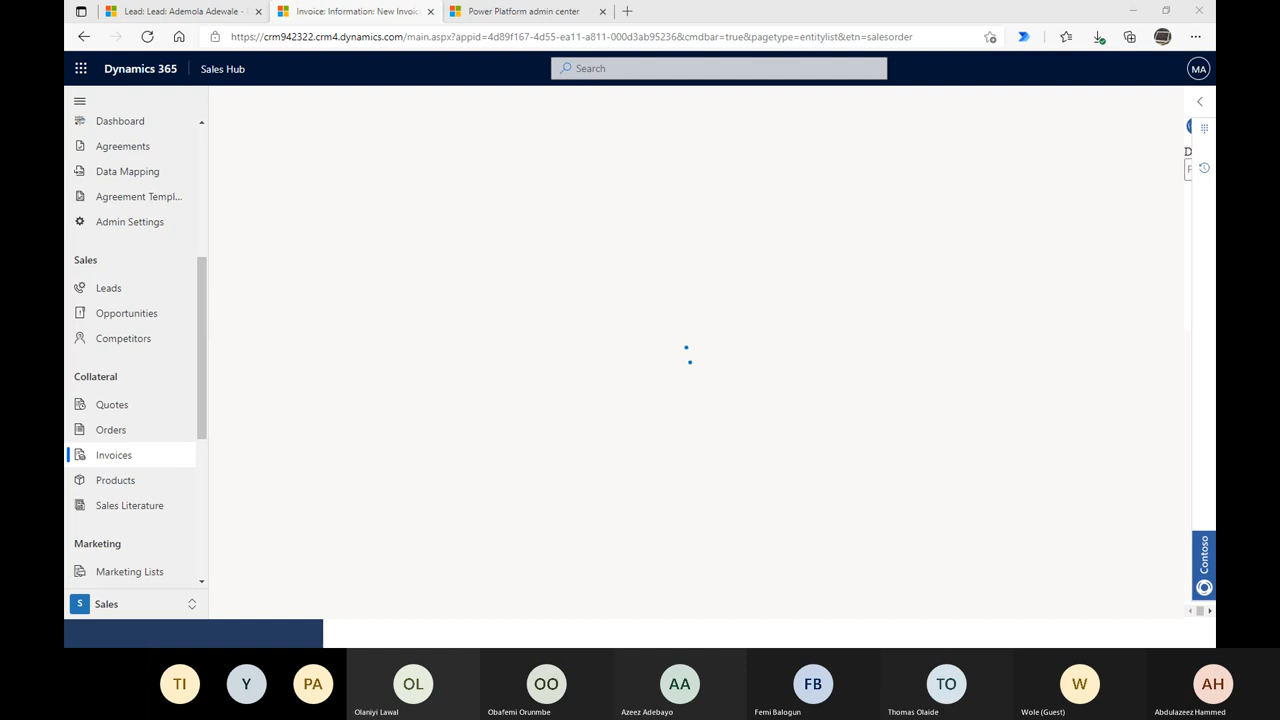 Lead: Lead: Ademola Adewale -
Invoice: Information: New Invoic
Power Platform admin center
https://crm942322.crm4.dynamics.com/main.aspx?appid=4d89f167-4d55-ea11-a811-000d3ab95236&cmdbar=true&pagetype=entitylist&etn=salesorder
Dynamics 365
Sales Hub
Search
MA
Dashboard
Agreements
Data Mapping
Agreement Templ...
Admin Settings
Sales
Leads
Opportunities
Competitors
Collateral
Quotes
Orders
Invoices
Products
Sales Literature
Marketing
Marketing Lists
S
Sales
D
F
Contoso
TI
Y
PA
OL
OO
AA
FB
TO
W
AH
Olaniyi Lawal
Obafemi Orunmbe
Azeez Adebayo
Femi Balogun
Thomas Olaide
Wole (Guest)
Abdulazeez Hammed